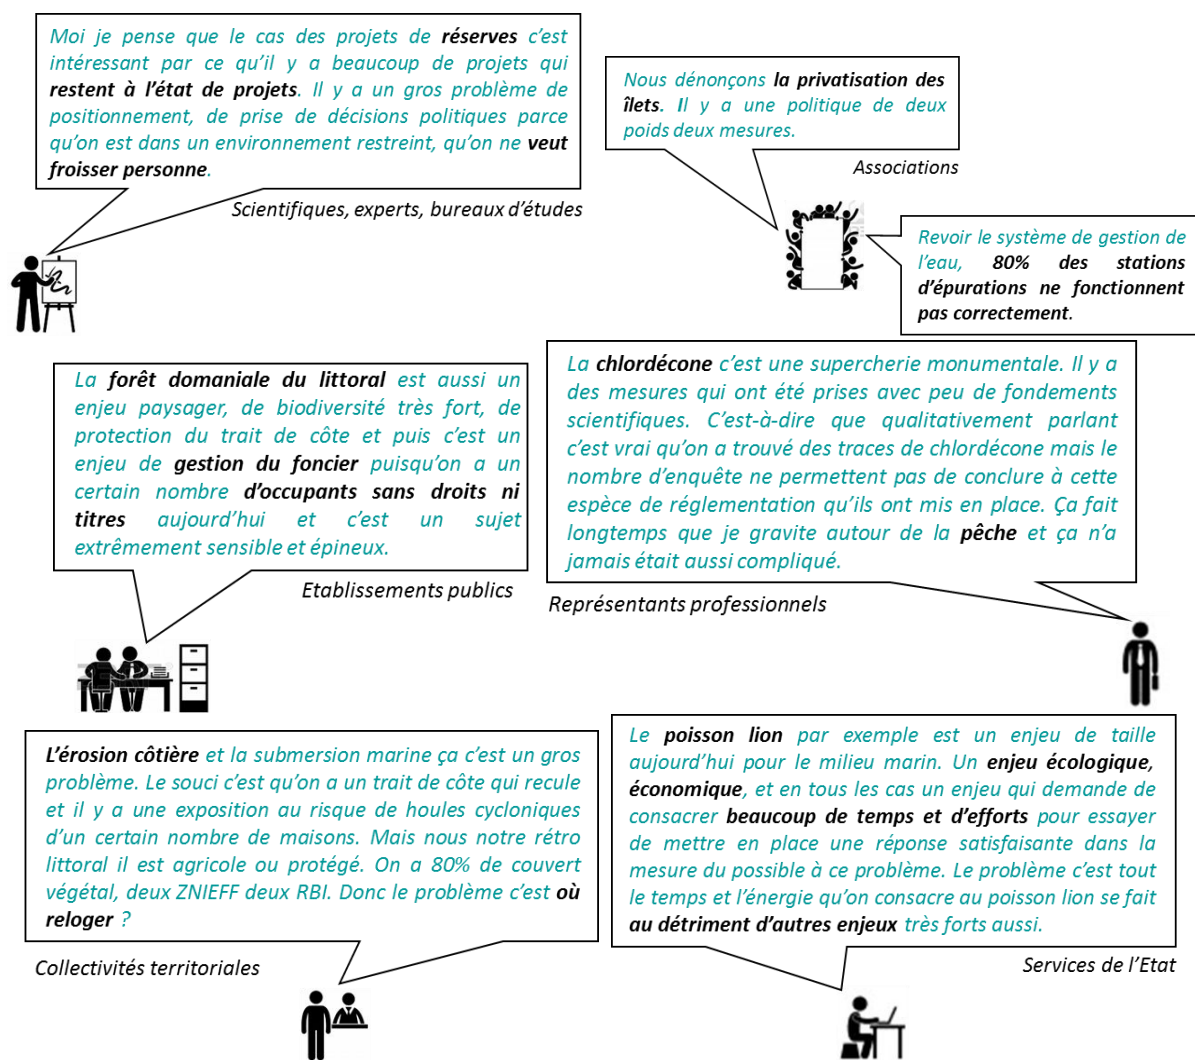 Moi je pense que le cas des projets de réserves c'est
intéressant par ce qu'il y a beaucoup de projets qui
restent à l'état de projets. Il y a un gros problème de
positionnement, de prise de décisions politiques parce
qu'on est dans un environnement restreint, qu'on ne veut
froisser personne.
Scientifiques, experts, bureaux d'études
Nous dénonçons la privatisation des
îlets. Il y a une politique de deux
poids deux mesures.
Associations
Revoir le système de gestion de
l'eau, 80% des stations
d'épurations ne fonctionnent
pas correctement.
La forêt domaniale du littoral est aussi un
enjeu paysager, de biodiversité très fort, de
protection du trait de côte et puis c'est un
enjeu de gestion du foncier puisqu'on a un
certain nombre d'occupants sans droits ni
titres aujourd'hui et c'est un sujet
extrêmement sensible et épineux.
Etablissements publics
La chlordécone c'est une supercherie monumentale. Il y a
des mesures qui ont été prises avec peu de fondements
scientifiques. C'est-à-dire que qualitativement parlant
c'est vrai qu'on a trouvé des traces de chlordécone mais le
nombre d'enquête ne permettent pas de conclure à cette
espèce de réglementation qu'ils ont mis en place. Ça fait
longtemps que je gravite autour de la pêche et ça n'a
jamais était aussi compliqué.
Représentants professionnels
L'érosion côtière et la submersion marine ça c'est un gros
problème. Le souci c'est qu'on a un trait de côte qui recule
et il y a une exposition au risque de houles cycloniques
d'un certain nombre de maisons. Mais nous notre rétro
littoral il est agricole ou protégé. On a 80% de couvert
végétal, deux ZNIEFF deux RBI. Donc le problème c'est où
reloger ?
Collectivités territoriales
Le poisson lion par exemple est un enjeu de taille
aujourd'hui pour le milieu marin. Un enjeu écologique,
économique, et en tous les cas un enjeu qui demande de
consacrer beaucoup de temps et d'efforts pour essayer
de mettre en place une réponse satisfaisante dans la
mesure du possible à ce problème. Le problème c'est tout
le temps et l'énergie qu'on consacre au poisson lion se fait
au détriment d'autres enjeux très forts aussi.
Services de l'Etat